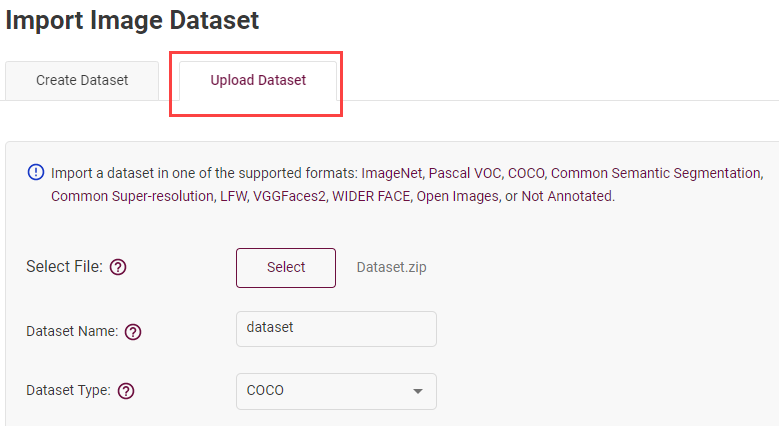 Import Image Dataset
Create Dataset
Upload Dataset
Import a dataset in one of the supported formats: ImageNet, Pascal VOC, COCO, Common Semantic Segmentation,
Common Super-resolution, LFW, VGGFaces2, WIDER FACE, Open Images, or Not Annotated.
Select File: ?
Select
Dataset.zip
Dataset Name: ?
dataset
Dataset Type: ?
COCO